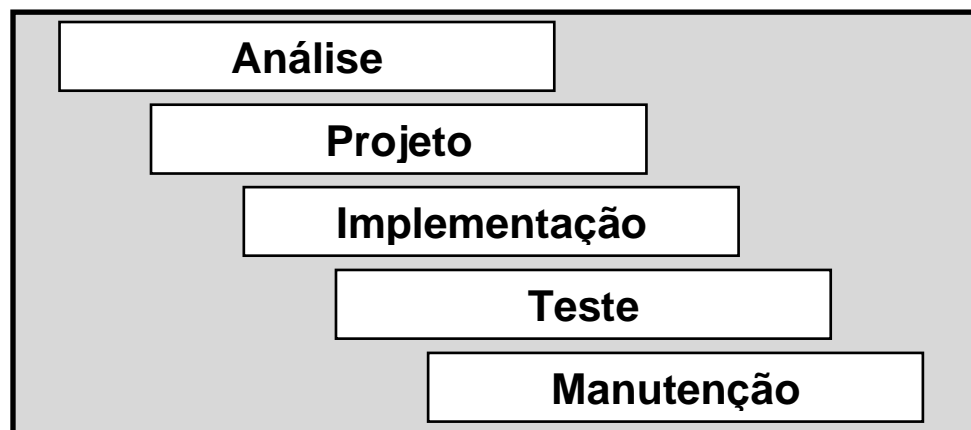 Análise
Projeto
Implementação
Teste
Manutenção